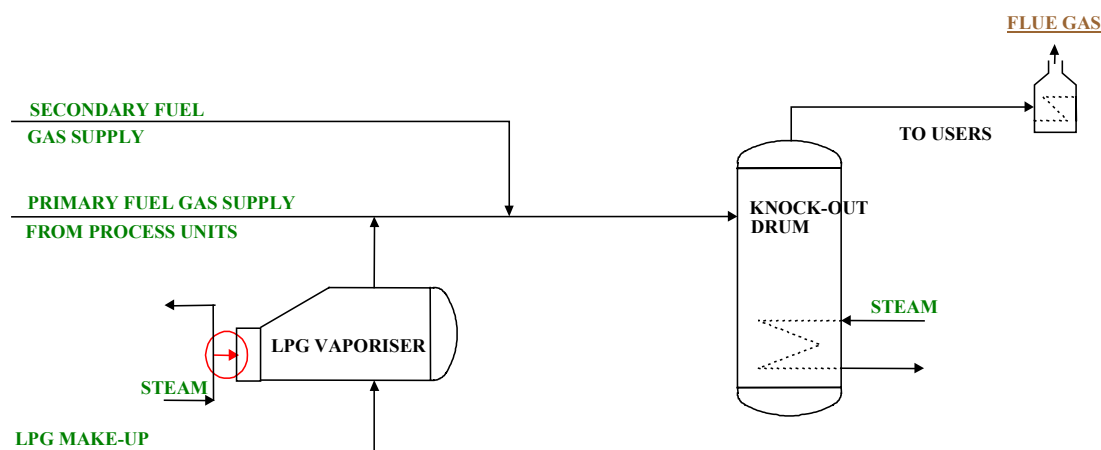 FLUE GAS
SECONDARY FUEL
GAS SUPPLY
TO USERS
PRIMARY FUEL GAS SUPPLY
FROM PROCESS UNITS
KNOCK-OUT
DRUM
STEAM
LPG VAPORISER
STEAM
LPG MAKE-UP